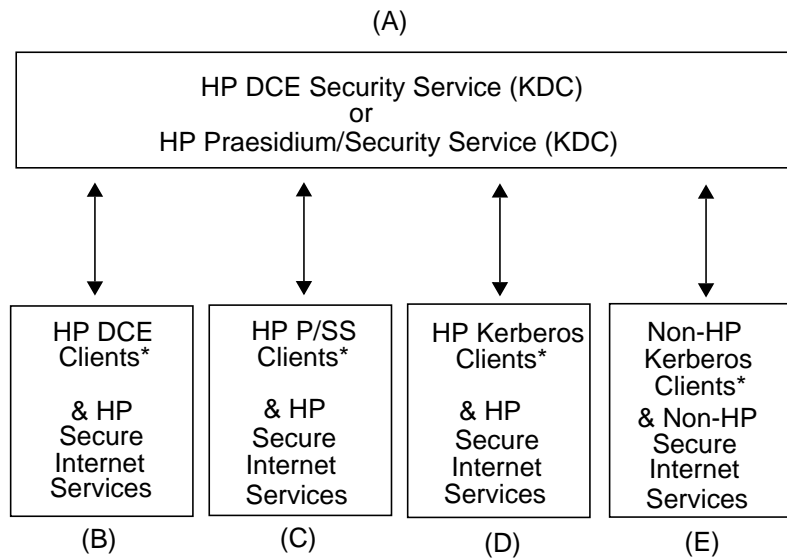 (A)
HP DCE Security Service (KDC)
or
HP Praesidium/Security Service (KDC)
HP DCE
Clients*
& HP
Secure
Internet
Services
(B)
HP P/SS
Clients*
& HP
Secure
Internet
Services
(C)
HP Kerberos
Clients*
& HP
Secure
Internet
Services
(D)
Non-HP
Kerberos
Clients*
& Non-HP
Secure
Internet
Services
(E)